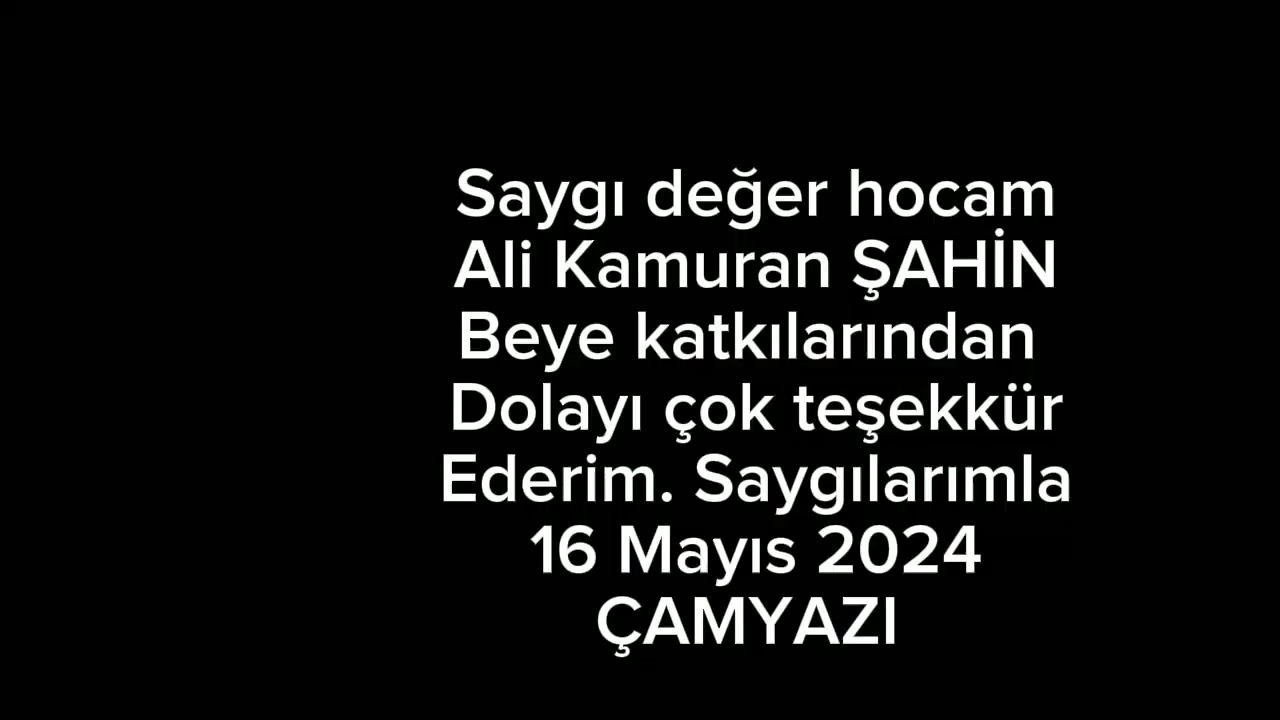 Saygı değer hocam
Ali Kamuran ŞAHİN
Beye katkılarından
Dolayı çok teşekkür
Ederim. Saygılarımla
16 Mayıs 2024
ÇAMYAZI